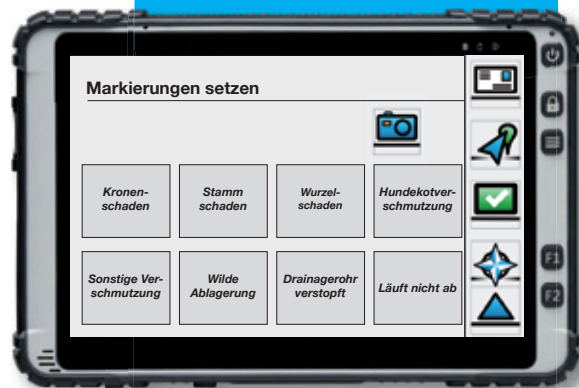 Markierungen setzen
Kronen-
schaden
Stamm
schaden
Wurzel-
schaden
Hundekotver-
schmutzung
Sonstige Ver-
schmutzung
Wilde
Ablagerung
Drainagerohr
verstopft
Läuft nicht ab
F1
F2